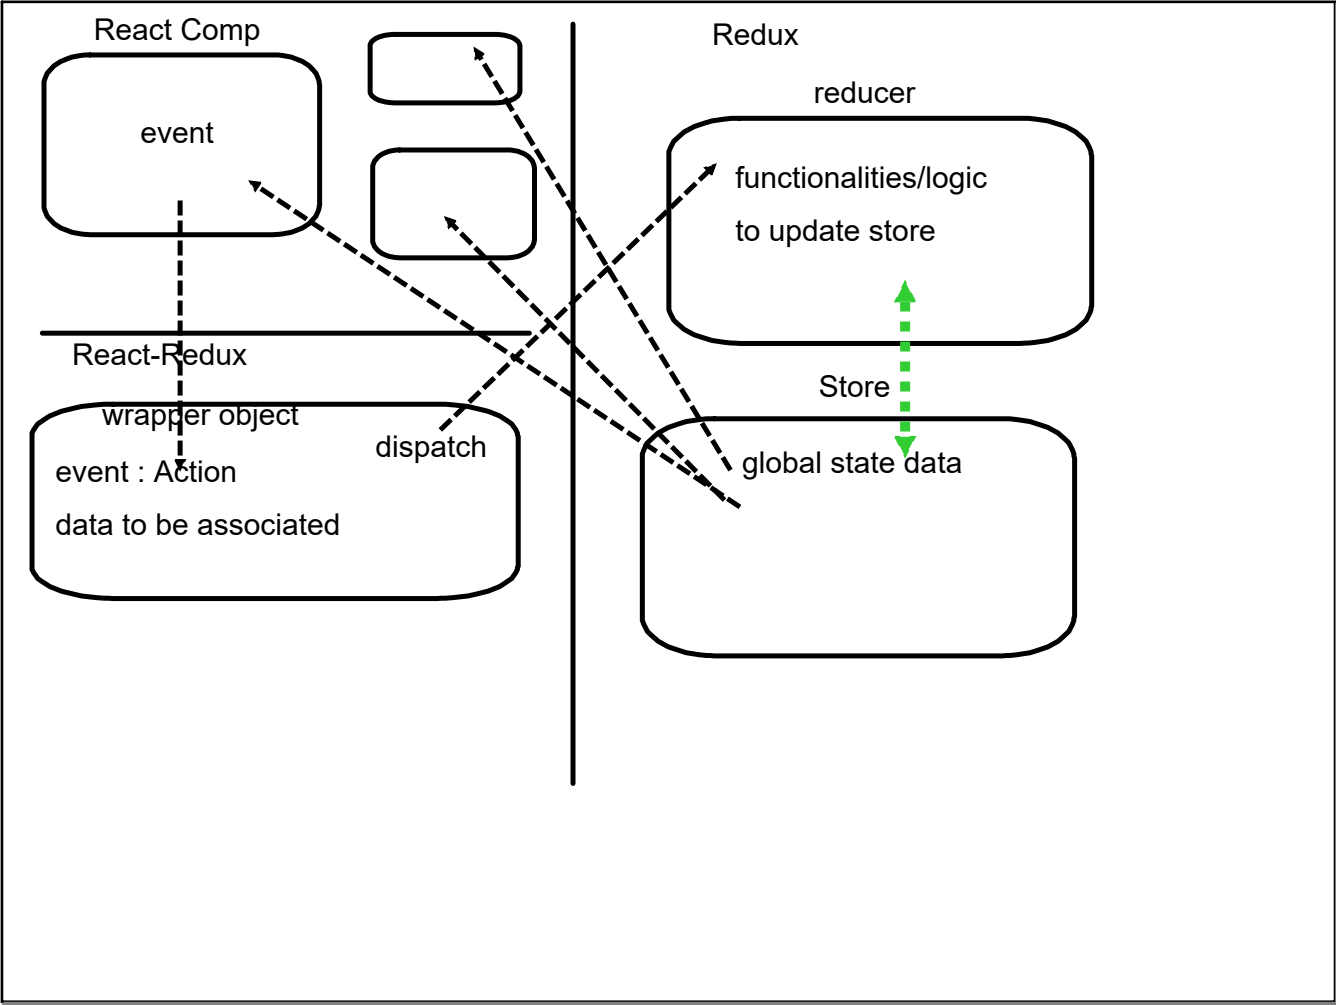 React Comp
event
React-Redux
wrapper object
dispatch
event : Action
data to be associated
Redux
reducer
functionalities/logic
to update store
Store
global state data